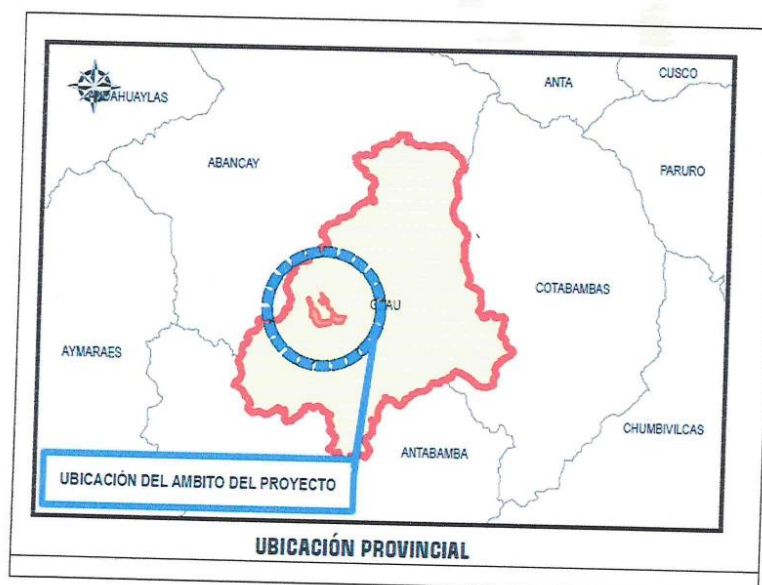 ANTA
CUSCO
ABANCAY
PARURO
COTABAMBAS
AYMARAES
CHUMBIVILCAS
ANTABAMBA
UBICACIÓN DEL AMBITO DEL PROYECTO
UBICACIÓN PROVINCIAL